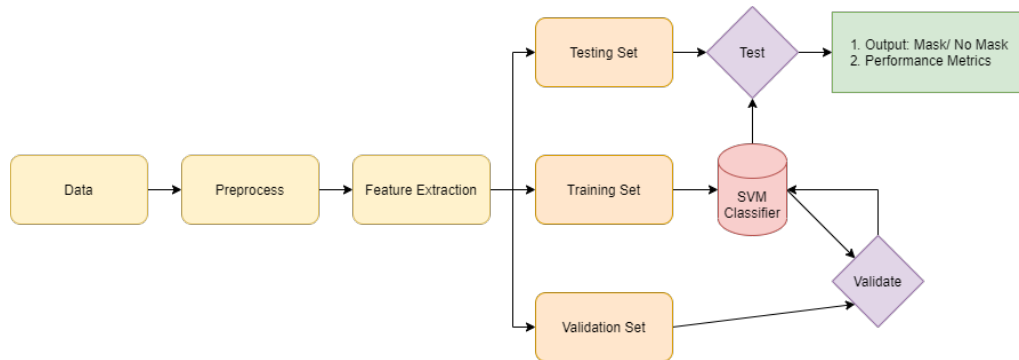 Testing Set
Test
1. Output: Mask/ No Mask
2. Performance Metrics
Data
Preprocess
Feature Extraction
Training Set
SVM
Classifier
Validate
Validation Set